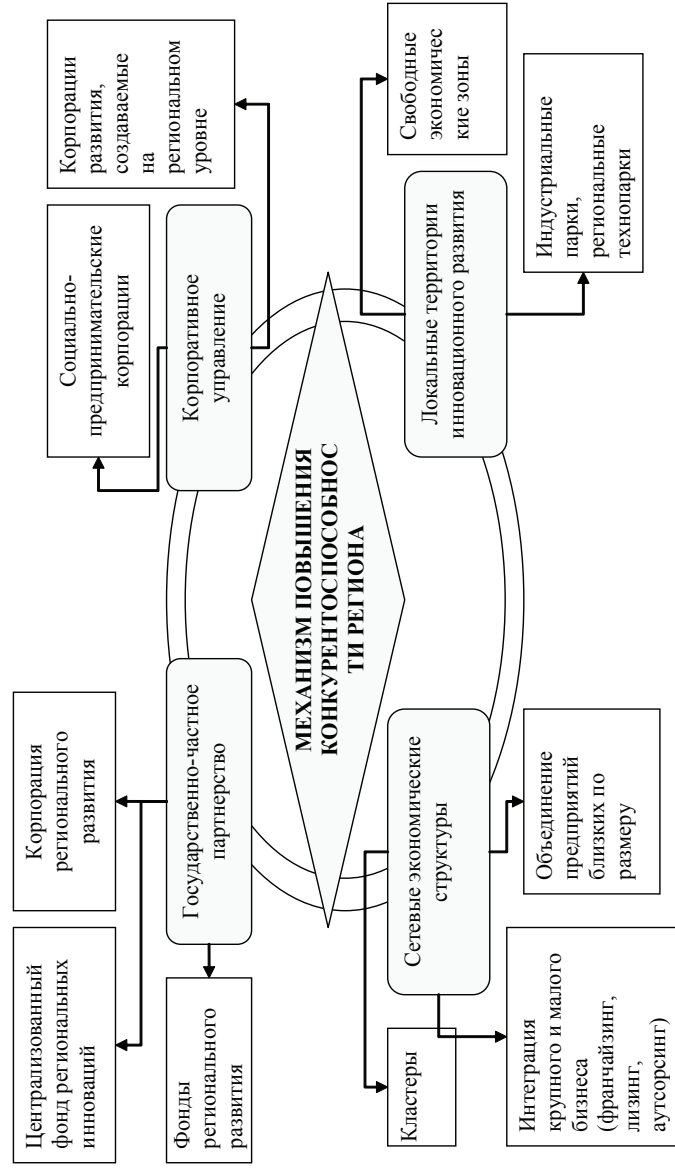 Централизованный
фонд региональных
инноваций
Корпорация
регионального
развития
Социально-
предпринимательские
корпорации
Корпорации
развития,
создаваемые
на
региональном
уровне
Фонды
регионального
развития
Государственно-частное
партнерство
Корпоративное
управление
МЕХАНИЗМ ПОВЫШЕНИЯ
КОНКУРЕНТОСПОСОБНОС
ТИ РЕГИОНА
Кластеры
Сетевые экономические
структуры
Локальные территории
инновационного развития
Свободные
экономичес
кие зоны
Интеграция
крупного и малого
бизнеса
(франчайзинг,
лизинг,
аутсорсинг)
Объединение
предприятий
близких по
размеру
Индустриальные
парки,
региональные
технопарки